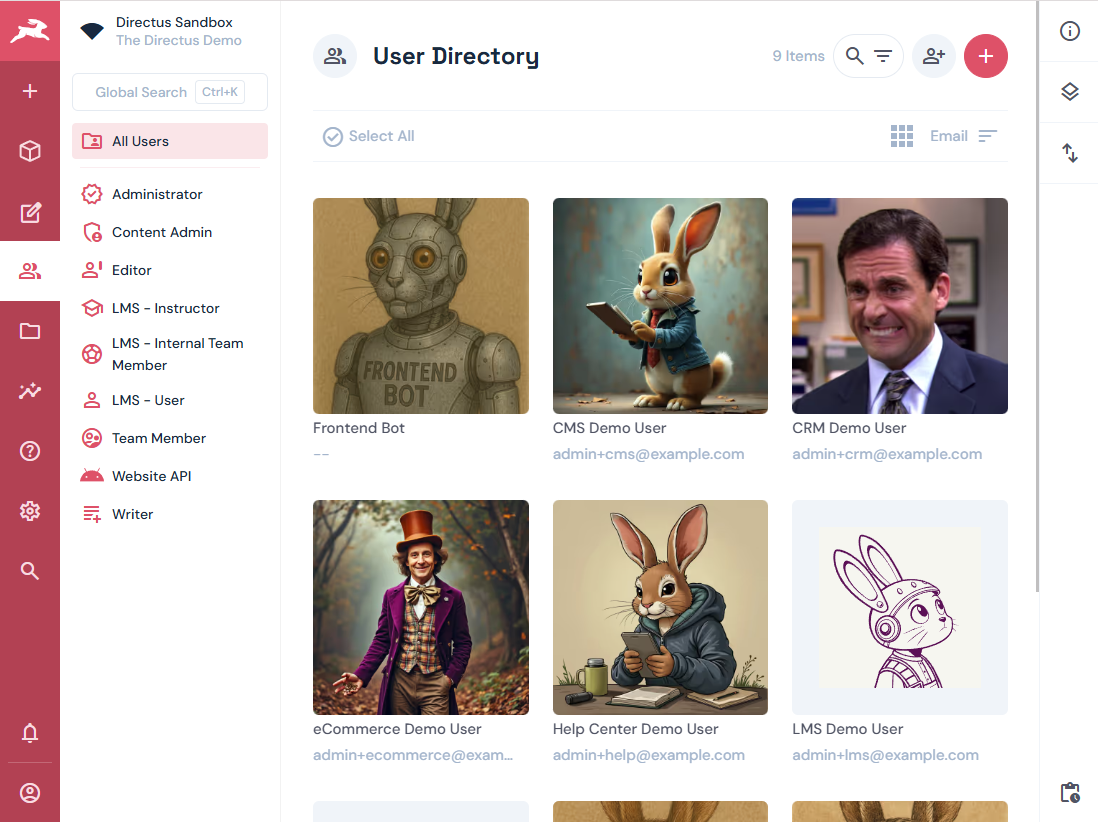 Directus Sandbox
The Directus Demo
Global Search Ctrl+K
All Users
Administrator
Content Admin
Editor
LMS - Instructor
LMS - Internal Team
Member
LMS - User
Team Member
Website API
Writer
User Directory
9 Items
Select All
Email
FRONTEND
BOT
Frontend Bot
--
CMS Demo User
admin+cms@example.com
CRM Demo User
admin+crm@example.com
eCommerce Demo User
admin+ecommerce@exam...
Help Center Demo User
admin+help@example.com
LMS Demo User
admin+lms@example.com